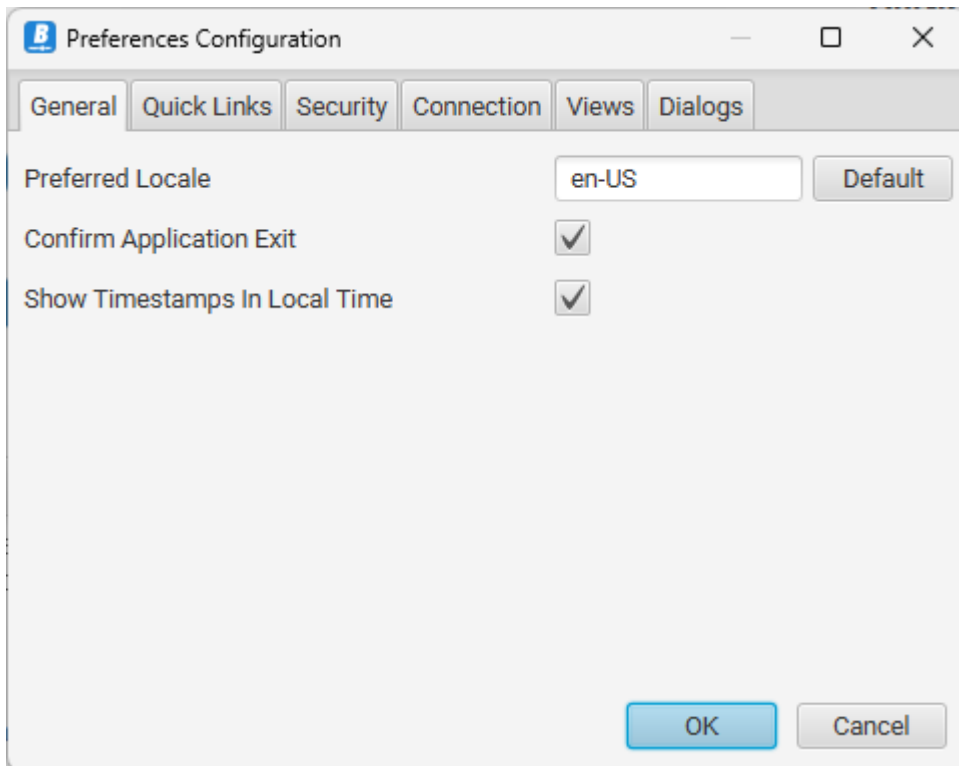 Preferences Configuration
General Quick Links Security Connection Views Dialogs
Preferred Locale en-US Default
Confirm Application Exit
Show Timestamps In Local Time
OK Cancel